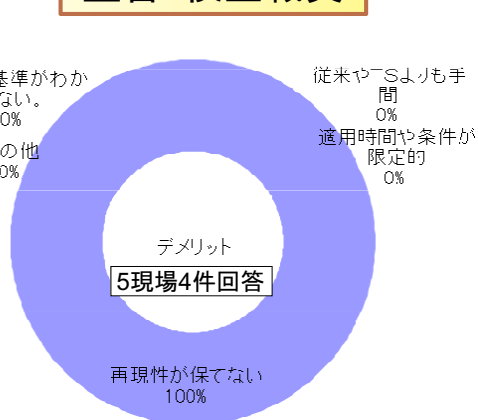 基準がわか
ない。
0%
の他
0%
従来やTSよりも手
間
0%
適用時間や条件が
限定的
0%
デメリット
5現場4件回答
再現性が保てない
100%